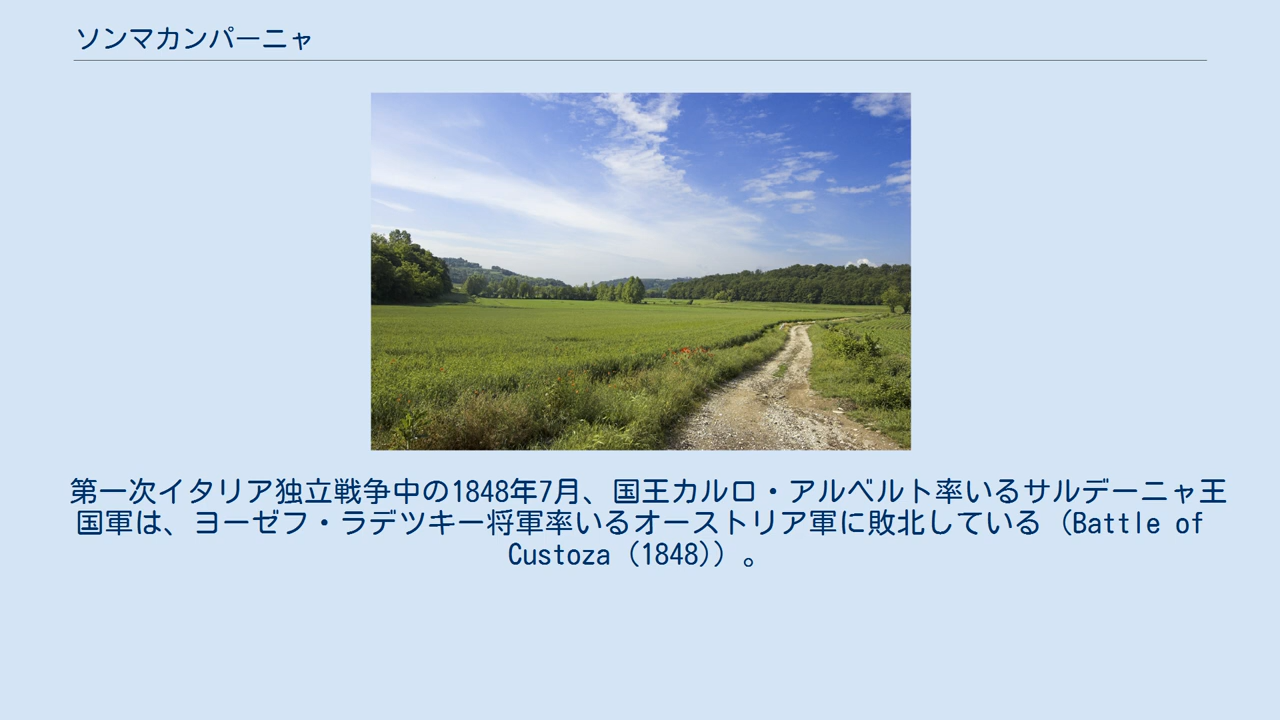 ソンマカンパーニャ
第一次イタリア独立戦争中の1848年7月、国王カルロ・アルベルト率いるサルデーニャ王
国軍は、ヨーゼフ・ラデツキー将軍率いるオーストリア軍に敗北している（Battle of
Custoza（1848））。